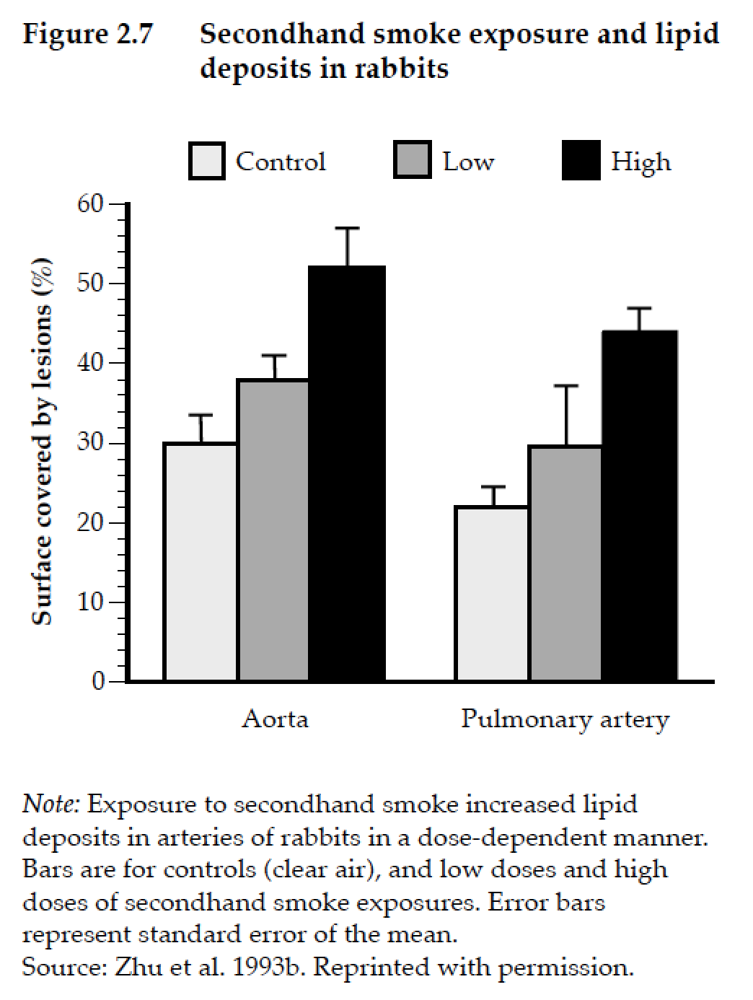 Figure 2.7 Secondhand smoke exposure and lipid
deposits in rabbits
Control Low High
Surface covered by lesions (%)
60
50
40
30
20
10
0
Aorta Pulmonary artery
Note: Exposure to secondhand smoke increased lipid
deposits in arteries of rabbits in a dose-dependent manner.
Bars are for controls (clear air), and low doses and high
doses of secondhand smoke exposures. Error bars
represent standard error of the mean.
Source: Zhu et al. 1993b. Reprinted with permission.